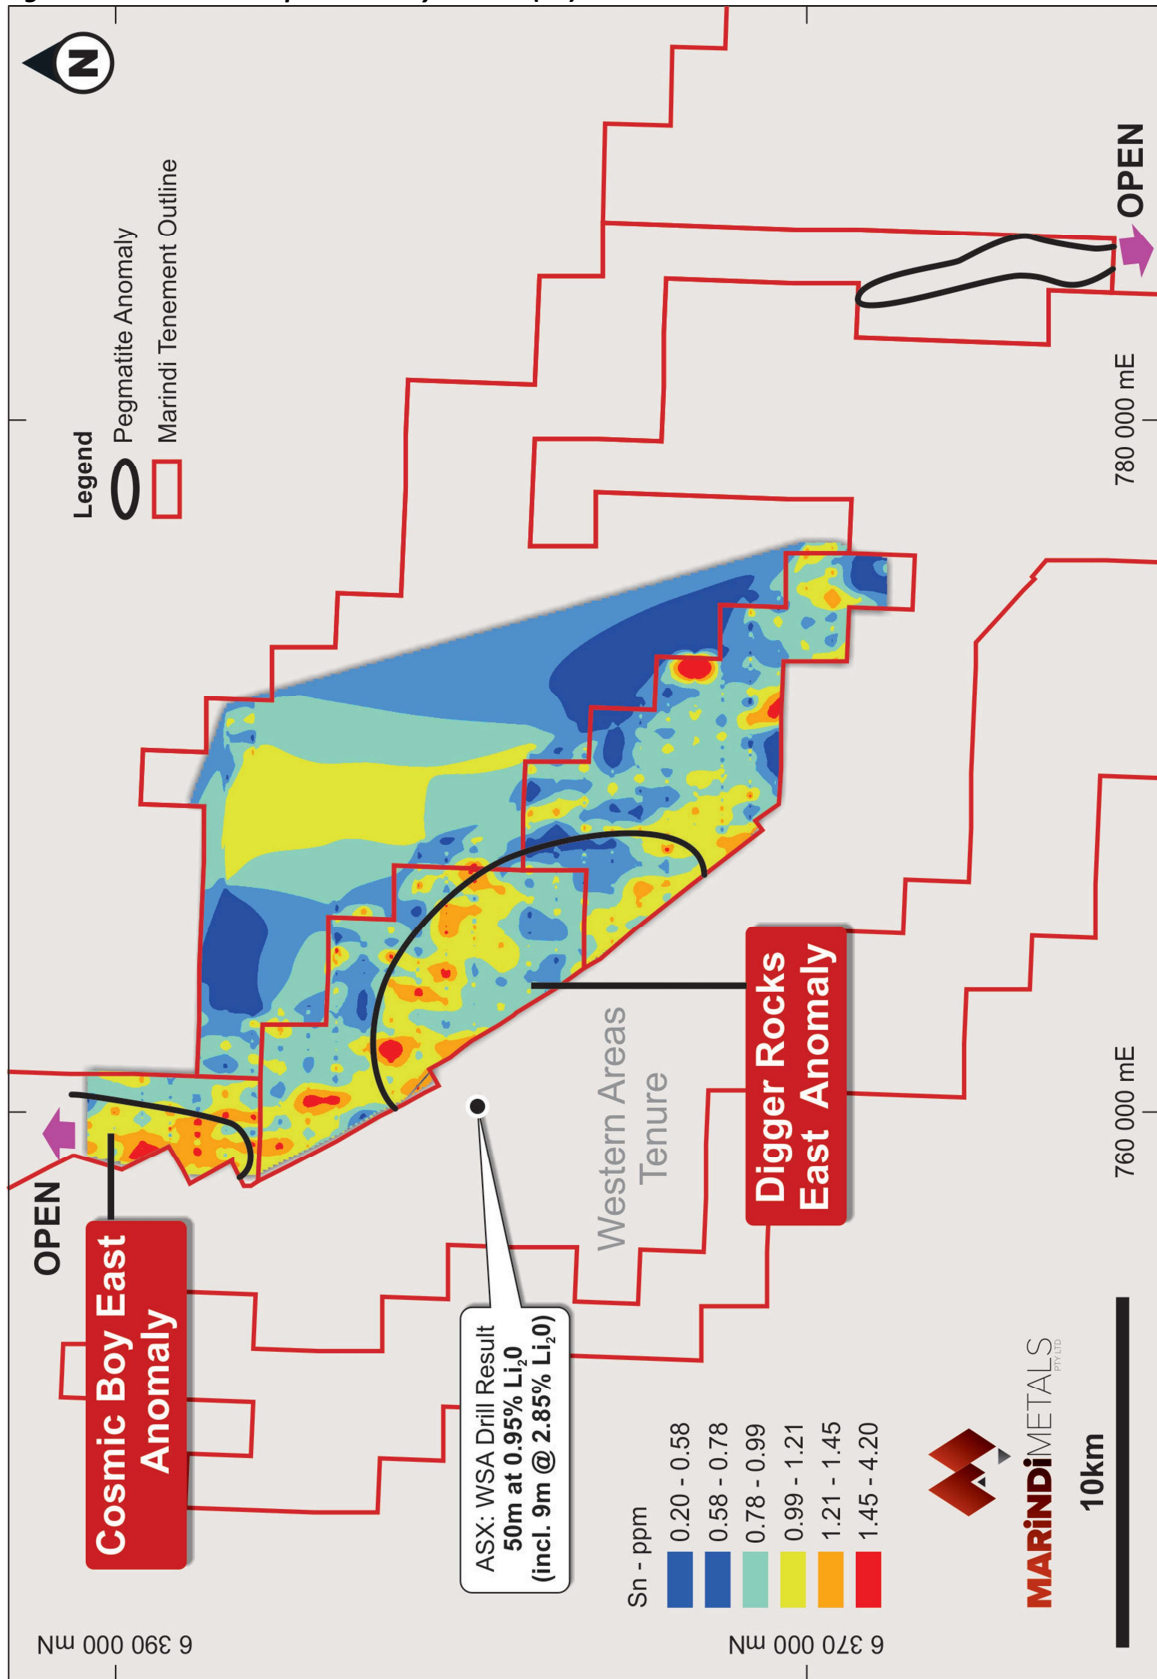 N
Legend
Pegmatite Anomaly
Marindi Tenement Outline
OPEN
OPEN
Cosmic Boy East
Anomaly
ASX: WSA Drill Result
50m at 0.95% Li₂0
(incl. 9m @ 2.85% Li₂0)
Western Areas
Tenure
Digger Rocks
East Anomaly
Sn - ppm
0.20 - 0.58
0.58 - 0.78
0.78 - 0.99
0.99 - 1.21
1.21 - 1.45
1.45 - 4.20
MARiNDiMETALS
PTY LTD
10km
6 390 000 mN
6 370 000 mN
760 000 mE
780 000 mE